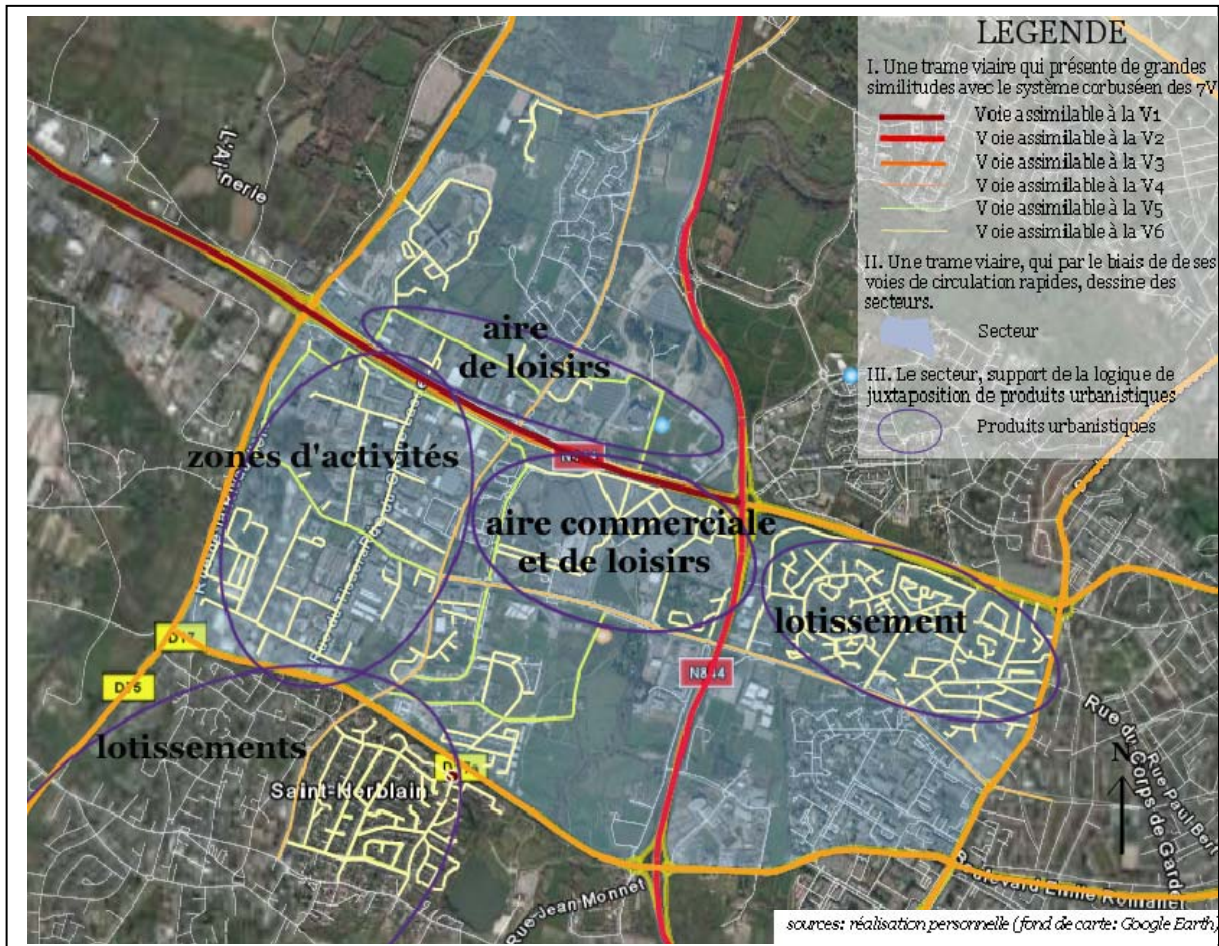 LEGENDE
I. Une trame viaire qui présente de grandes
similitudes avec le système corbuséen des 7V
Voie assimilable à la V1
Voie assimilable à la V2
Voie assimilable à la V3
Voie assimilable à la V4
Voie assimilable à la V5
Voie assimilable à la V6
II. Une trame viaire, qui par le biais de de ses
voies de circulation rapides, dessine des
secteurs.
Secteur
III. Le secteur, support de la logique de
juxtaposition de produits urbanistiques
Produits urbanistiques
aire
de loisirs
zones d'activités
aire commerciale
et de loisirs
lotissement
D17
N844
D75
lotissements
Saint-Herblain
N
Rue du Corps de Garde
Rue Paul-Bert
Rue Jean Monnet
Boulevard Emile Romanet
sources: réalisation personnelle (fond de carte: Google Earth)